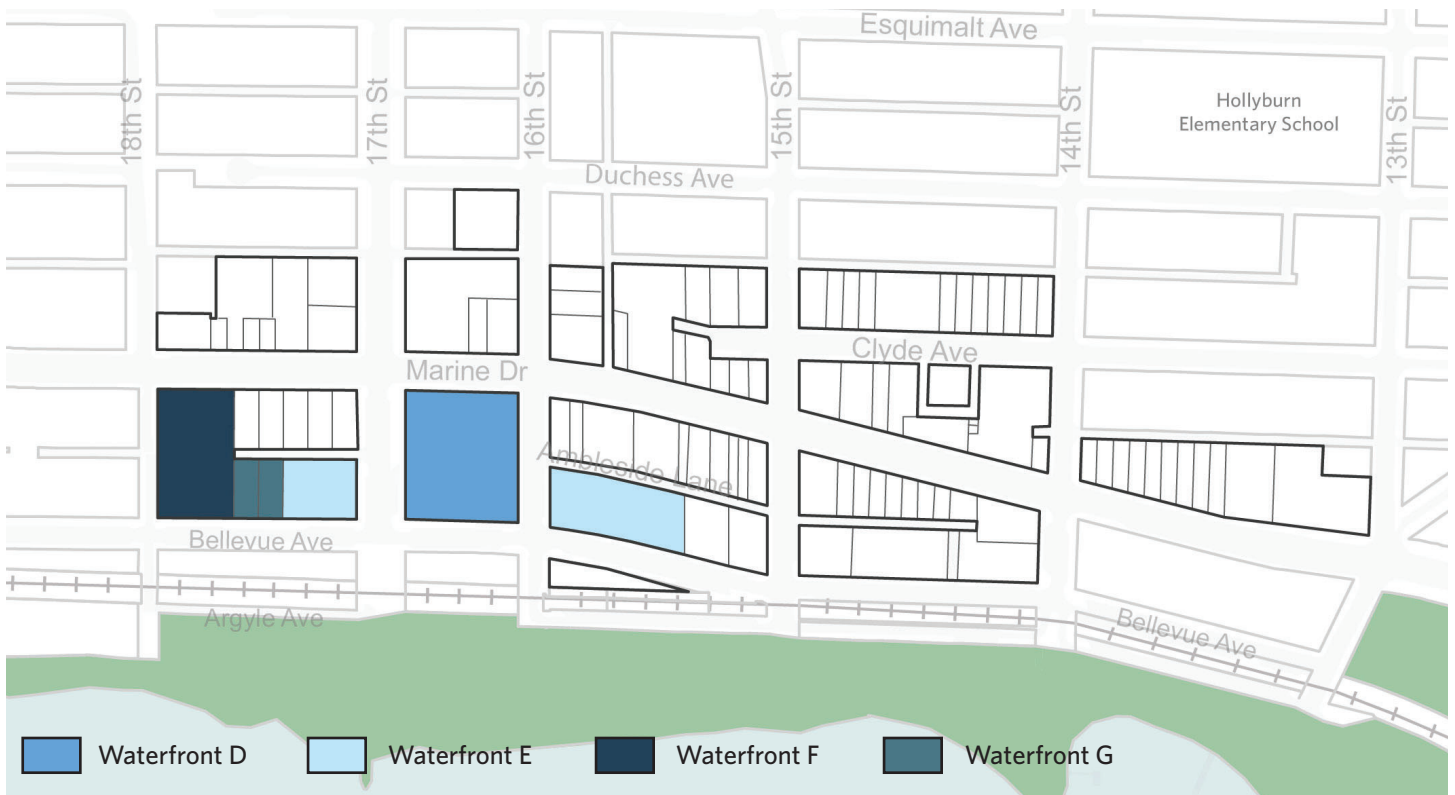 Esquimalt Ave
18th St
17th St
16th St
15th St
14th St
13th St
Hollyburn
Elementary School
Duchess Ave
Marine Dr
Clyde Ave
Ambleside Lane
Bellevue Ave
Argyle Ave
Bellevue Ave
Waterfront D
Waterfront E
Waterfront F
Waterfront G